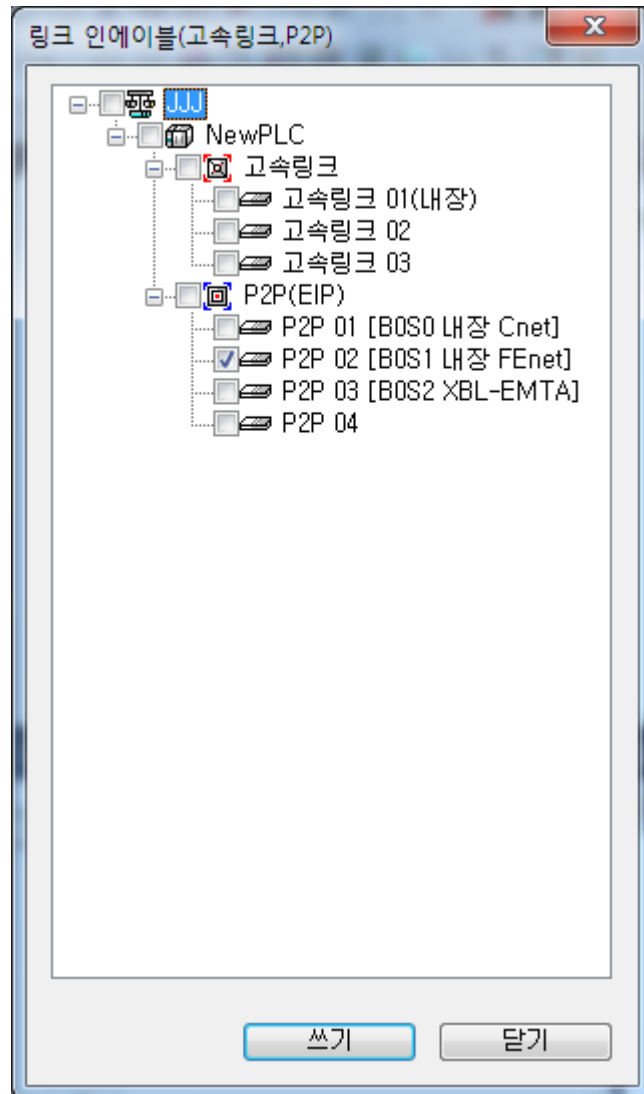 링크 인에이블(고속링크,P2P)
JJJ
NewPLC
고속링크
고속링크 01(내장)
고속링크 02
고속링크 03
P2P(EIP)
P2P 01 [B0S0 내장 Cnet]
P2P 02 [B0S1 내장 FEnet]
P2P 03 [B0S2 XBL-EMTA]
P2P 04
쓰기 닫기